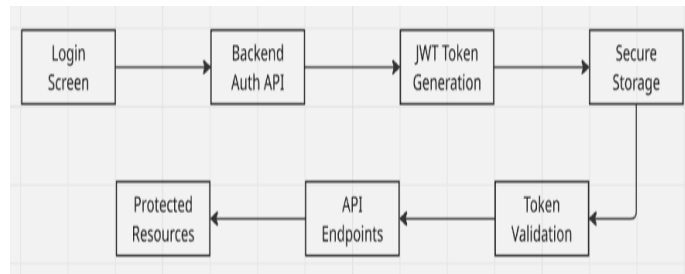 Login
Screen
Backend
Auth API
JWT Token
Generation
Secure
Storage
Protected
Resources
API
Endpoints
Token
Validation